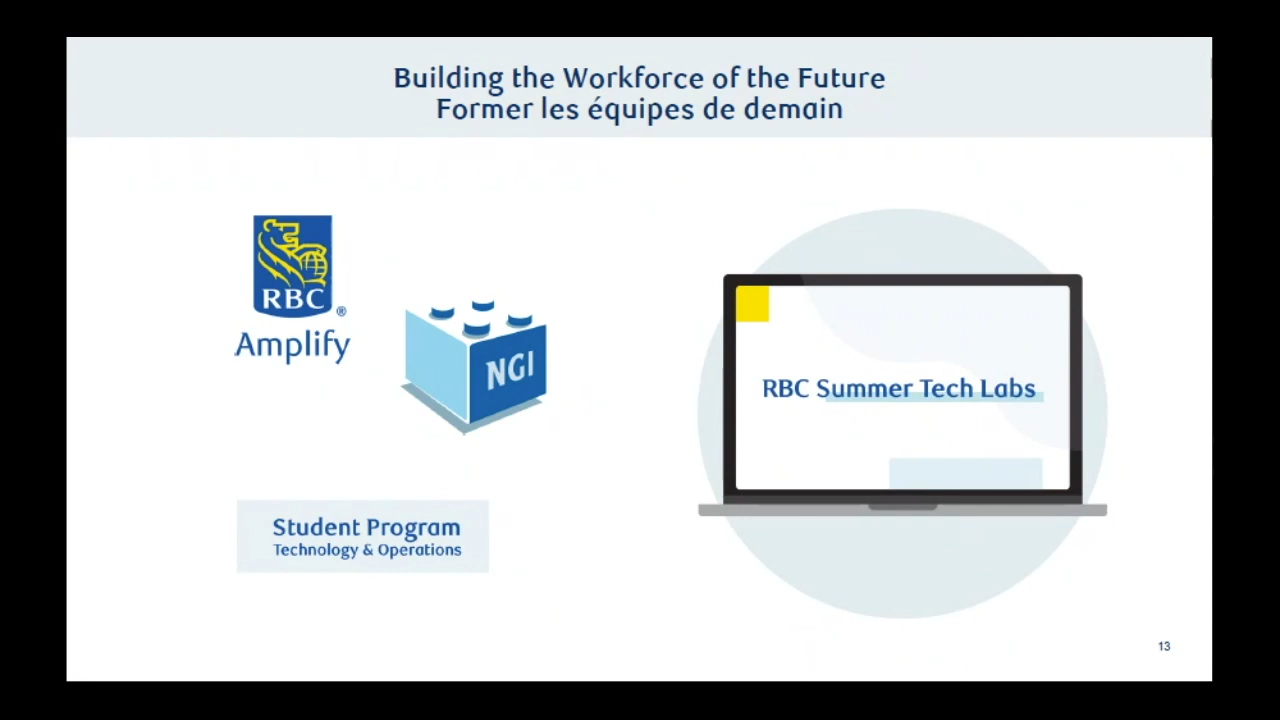 Building the Workforce of the Future
Former les équipes de demain
RBC
®
Amplify
NGI
RBC Summer Tech Labs
Student Program
Technology & Operations
13